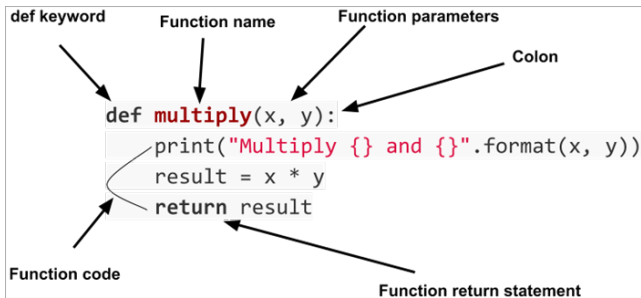 def keyword
Function name
Function parameters
Colon
def multiply(x, y):
print("Multiply {} and {}".format(x, y))
result = x * y
return result
Function code
Function return statement